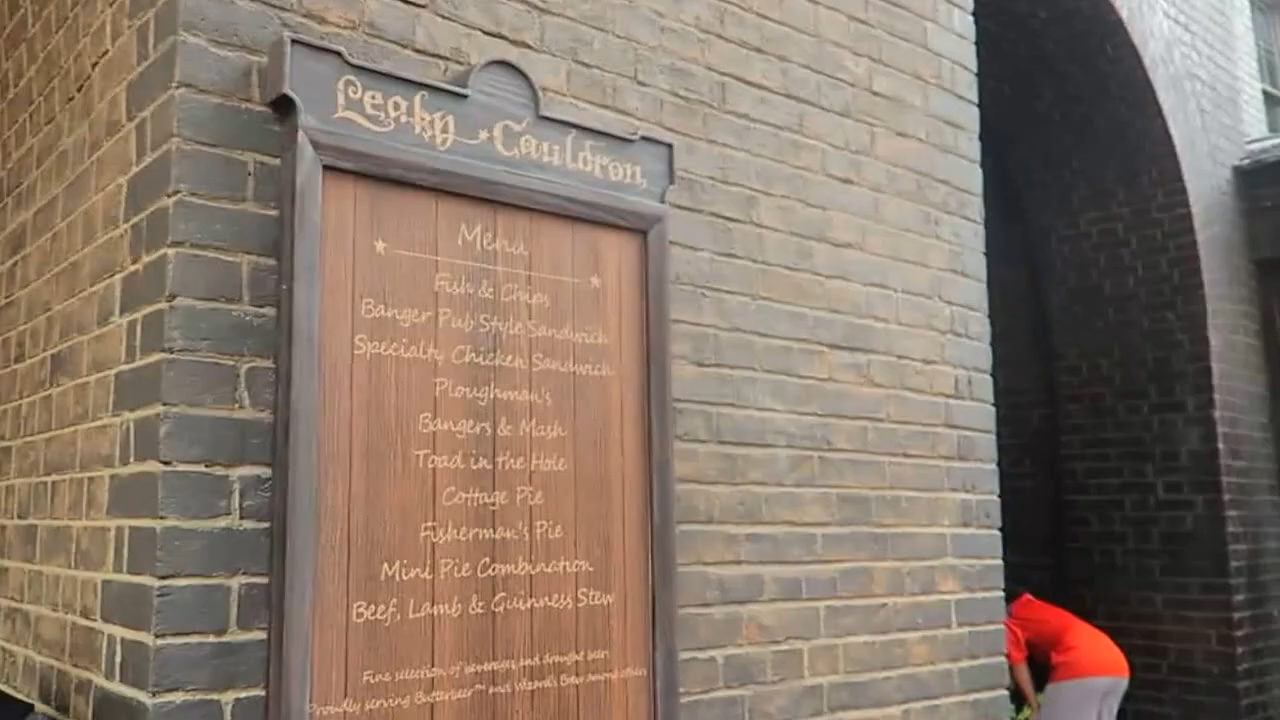 Leaky Cauldron
Menu
Fish & Chips
Banger Pub Style Sandwich
Specialty Chicken Sandwich
Ploughman's
Bangers & Mash
Toad in the Hole
Cottage Pie
Fisherman's Pie
Mini Pie Combination
Beef, Lamb & Guinness Stew
Fine selection of beverages and draught beer
Proudly serving Butterbeer™ and Wizard's Brew among others